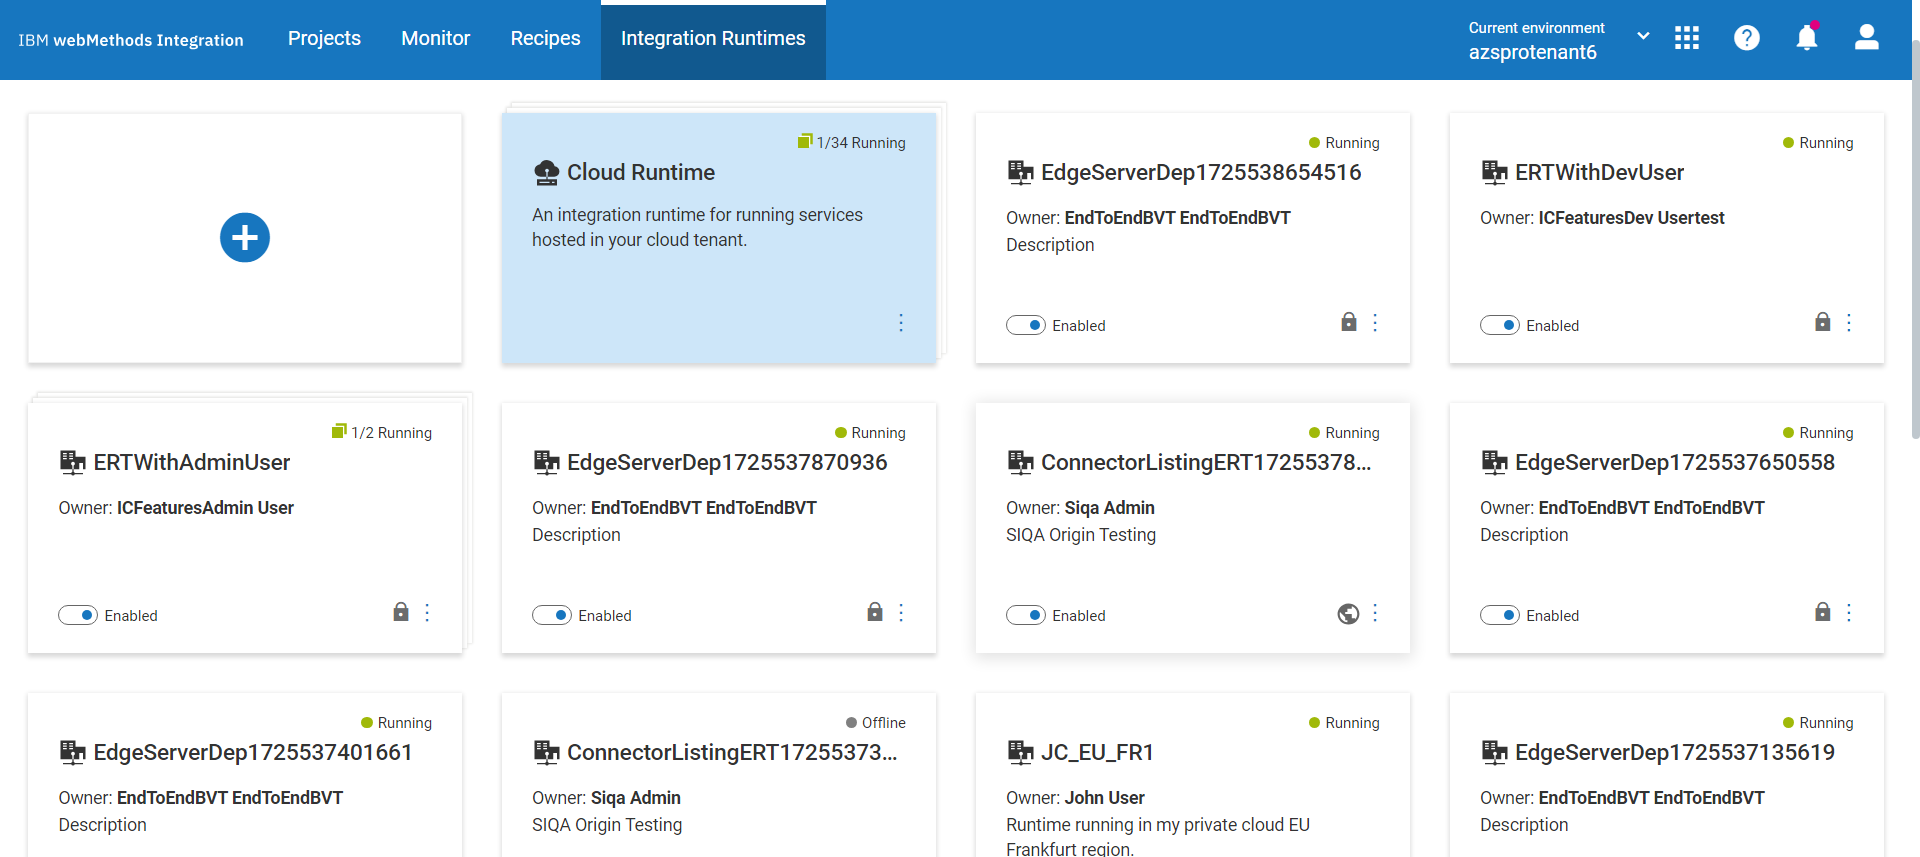 IBM webMethods Integration
Projects
Monitor
Recipes
Integration Runtimes
Current environment
azsprotenant6
1/34 Running
Cloud Runtime
An integration runtime for running services
hosted in your cloud tenant.
Running
EdgeServerDep1725538654516
Owner: EndToEndBVT EndToEndBVT
Description
Enabled
Running
ERTWithDevUser
Owner: ICFeaturesDev Usertest
Enabled
1/2 Running
ERTWithAdminUser
Owner: ICFeaturesAdmin User
Enabled
Running
EdgeServerDep1725537870936
Owner: EndToEndBVT EndToEndBVT
Description
Enabled
Running
ConnectorListingERT17255378...
Owner: Siqa Admin
SIQA Origin Testing
Enabled
Running
EdgeServerDep1725537650558
Owner: EndToEndBVT EndToEndBVT
Description
Enabled
Running
EdgeServerDep1725537401661
Owner: EndToEndBVT EndToEndBVT
Description
Offline
ConnectorListingERT17255373...
Owner: Siqa Admin
SIQA Origin Testing
Running
JC_EU_FR1
Owner: John User
Runtime running in my private cloud EU
Frankfurt region.
Running
EdgeServerDep1725537135619
Owner: EndToEndBVT EndToEndBVT
Description